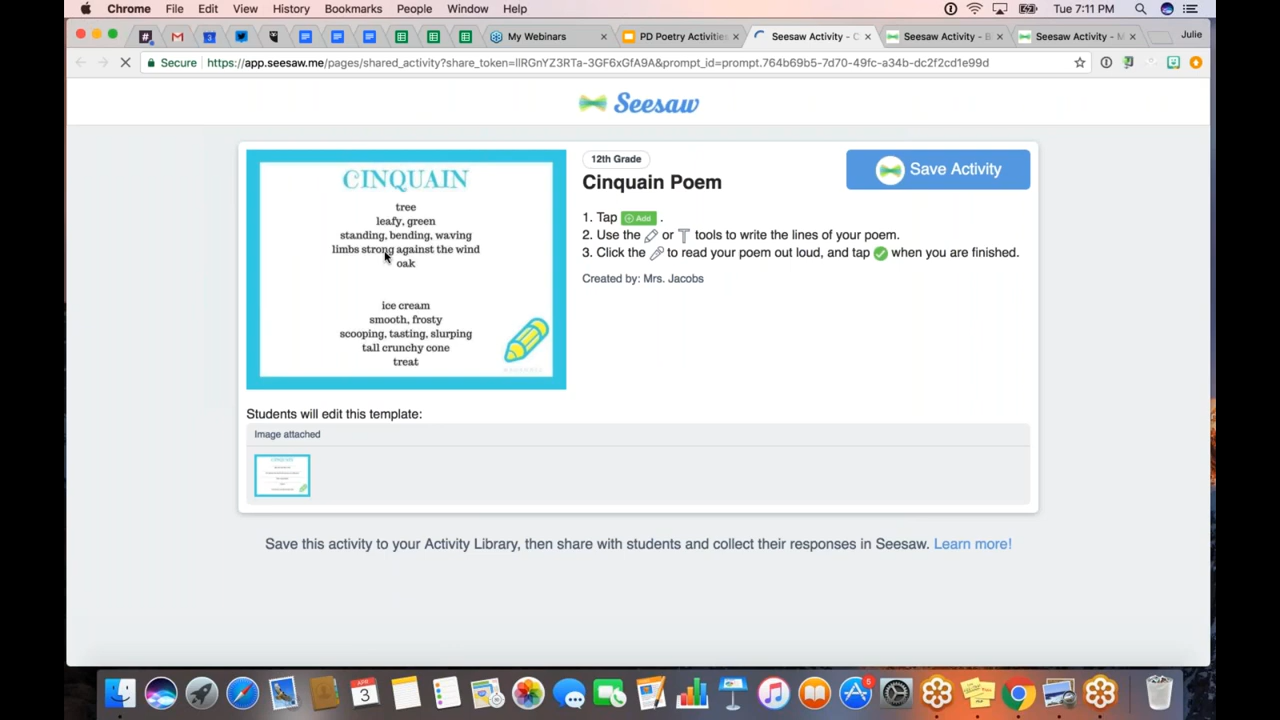 Chrome File Edit View History Bookmarks People Window Help Tue 7:11 PM
My Webinars PD Poetry Activities Seesaw Activity - C Seesaw Activity - Seesaw Activity - Julie
Secure https://app.seesaw.me/pages/shared_activity?share_token=IlRGnYZ3RTa-3GF6xGfA9A&prompt_id=prompt.764b69b5-7d70-49fc-a34b-dc2f2cd1e99d
Seesaw
CINQUAIN
tree
leafy, green
standing, bending, waving
limbs strong against the wind
oak
ice cream
smooth, frosty
scooping, tasting, slurping
tall crunchy cone
treat
12th Grade
Save Activity
Cinquain Poem
1. Tap Add .
2. Use the or T tools to write the lines of your poem.
3. Click the to read your poem out loud, and tap when you are finished.
Created by: Mrs. Jacobs
Students will edit this template:
Image attached
CINQUAIN
Save this activity to your Activity Library, then share with students and collect their responses in Seesaw. Learn more!
APR
3
6